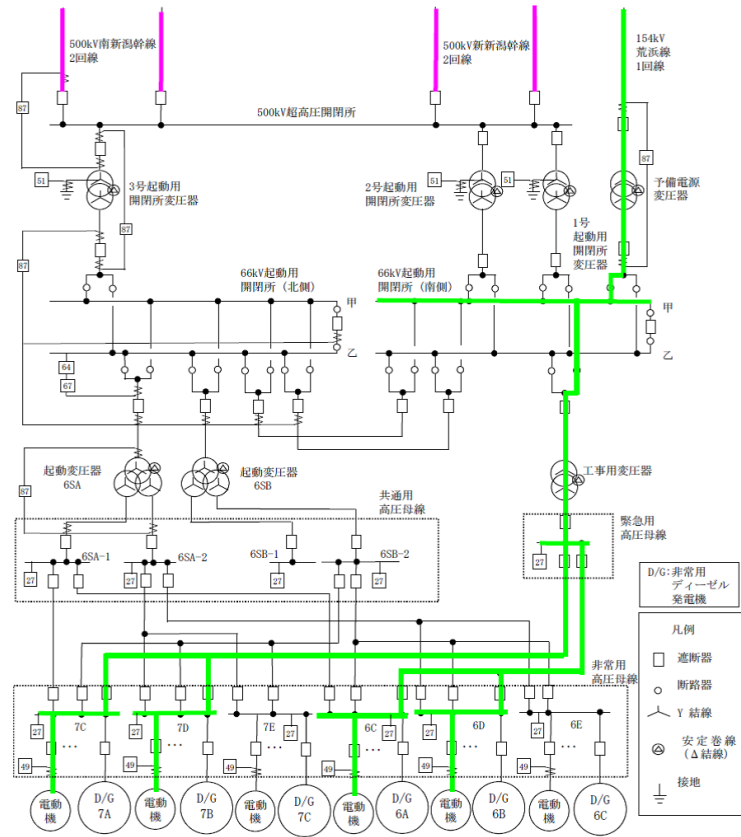 500kV南新潟幹線
2回線
500kV新新潟幹線
2回線
154kV
荒浜線
1回線
87
500kV超高圧開閉所
87
87
51
3号起動用
開閉所変圧器
51
2号起動用
開閉所変圧器
51
予備電源
変圧器
1号
起動用
開閉所
変圧器
87
87
66kV起動用
開閉所（北側）
66kV起動用
開閉所（南側）
甲
甲
乙
乙
64
67
起動変圧器
6SA
起動変圧器
6SB
工事用変圧器
87
共通用
高圧母線
緊急用
高圧母線
6SA-1
6SA-2
6SB-1
6SB-2
27
27
27
27
27
D/G:非常用
ディーゼル
発電機
凡例
遮断器
断路器
Y 結線
安定巻線
(Δ結線)
接地
非常用
高圧母線
7C
7D
7E
6C
6D
6E
27
27
27
27
27
27
…
…
…
…
…
…
49
49
49
49
49
49
電動機
D/G
7A
電動機
D/G
7B
電動機
D/G
7C
電動機
D/G
6A
電動機
D/G
6B
電動機
D/G
6C